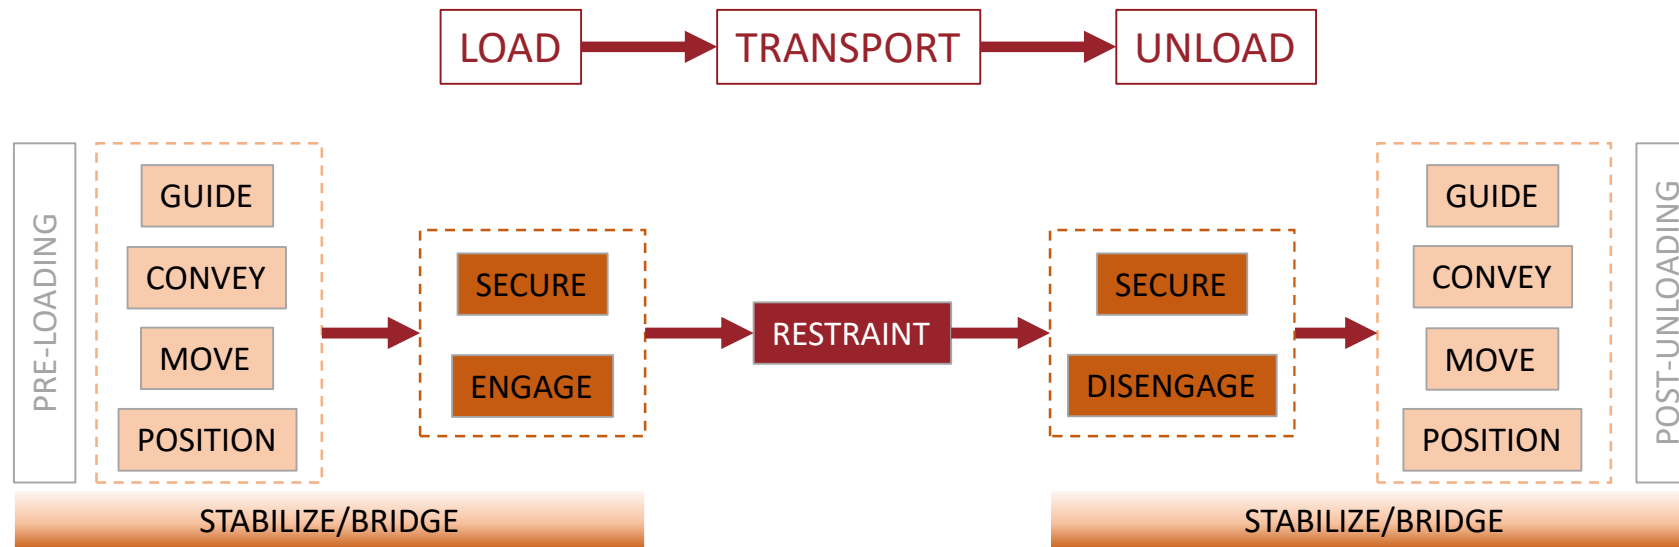 LOAD
TRANSPORT
UNLOAD
PRE-LOADING
GUIDE
CONVEY
MOVE
POSITION
SECURE
ENGAGE
RESTRAINT
SECURE
DISENGAGE
GUIDE
CONVEY
MOVE
POSITION
POST-UNLOADING
STABILIZE/BRIDGE
STABILIZE/BRIDGE